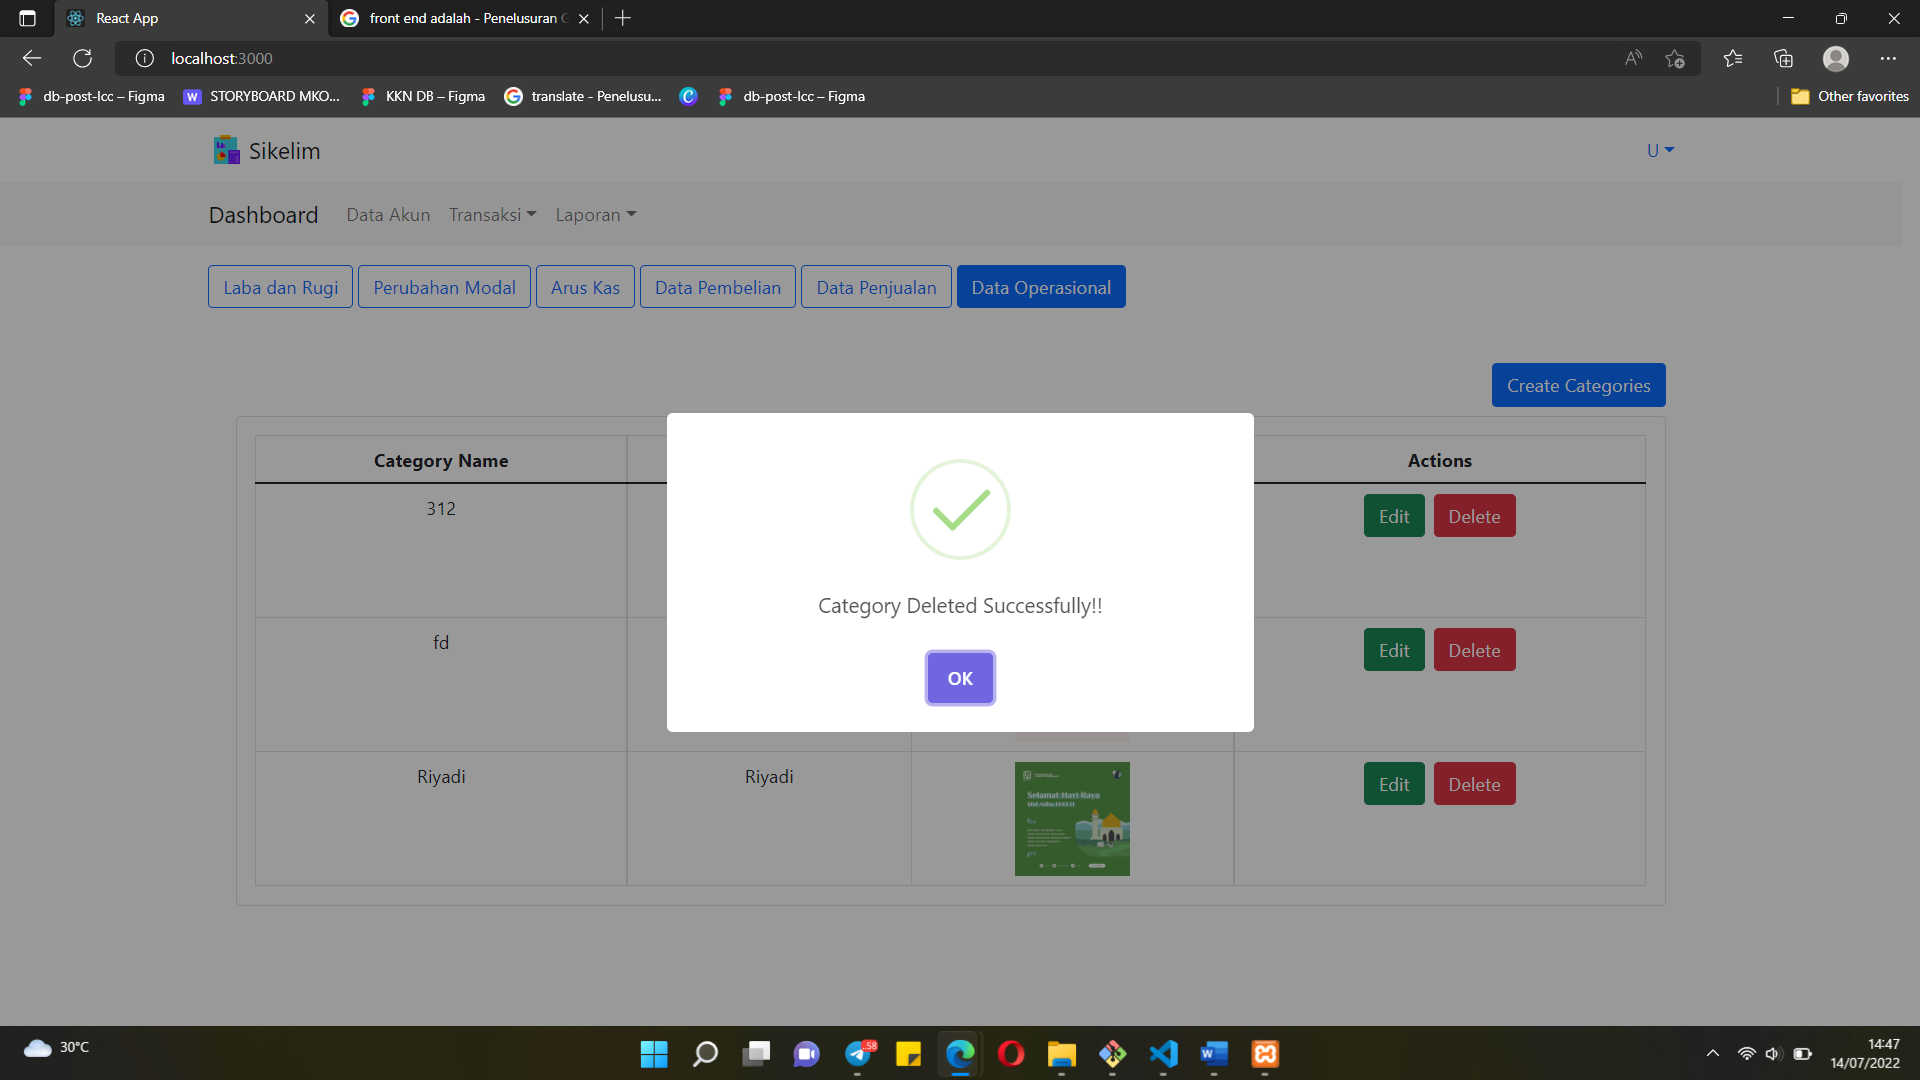 React App
front end adalah - Penelusuran G
localhost:3000
db-post-lcc – Figma
STORYBOARD MKO...
KKN DB – Figma
translate - Penelusu...
db-post-lcc – Figma
Other favorites
Sikelim
U
Dashboard
Data Akun
Transaksi
Laporan
Laba dan Rugi
Perubahan Modal
Arus Kas
Data Pembelian
Data Penjualan
Data Operasional
Create Categories
Category Name
Actions
312
Edit
Delete
Category Deleted Successfully!!
OK
fd
Edit
Delete
Riyadi
Riyadi
Selamat Hari Raya
Edit
Delete
30°C
58
14:47
14/07/2022